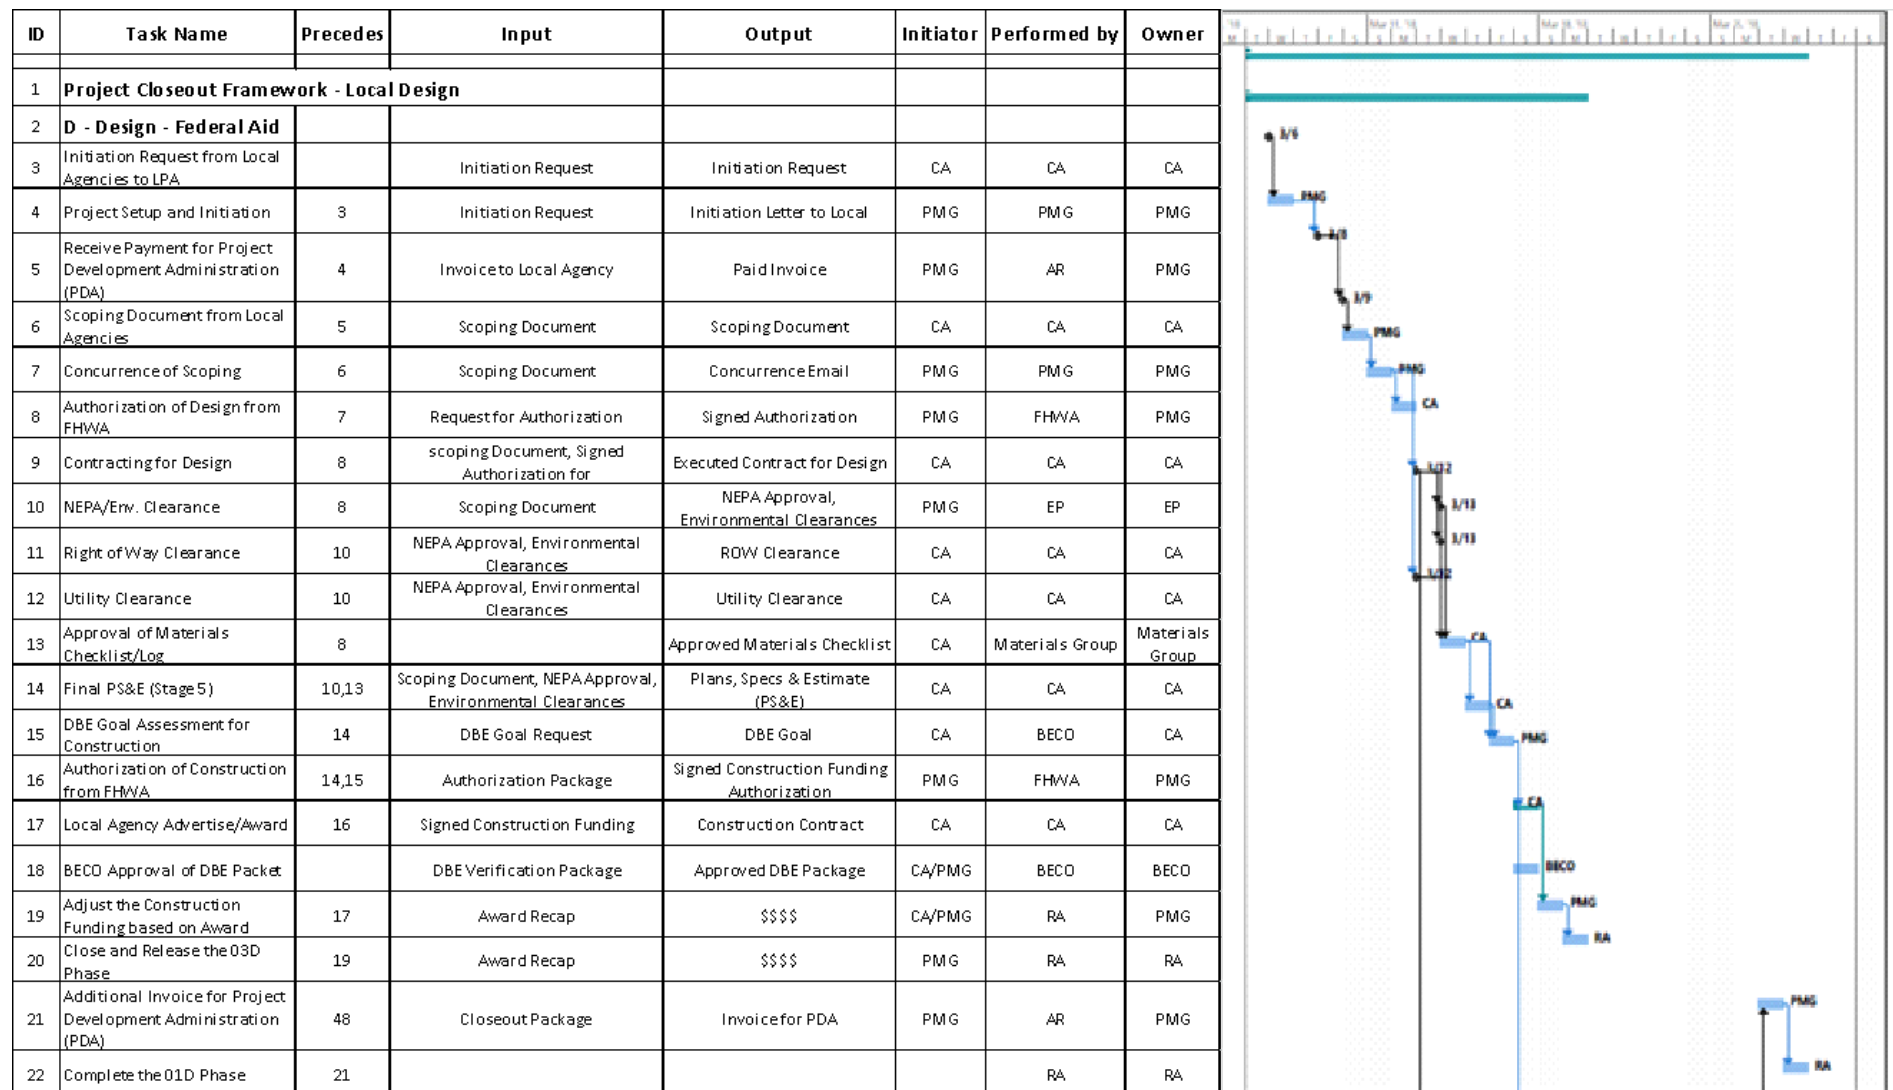 ID Task Name Precedes Input Output Initiator Performed by Owner
1 Project Closeout Framework - Local Design
2 D - Design - Federal Aid
3 Initiation Request from Local Agencies to LPA Initiation Request Initiation Request CA CA CA
4 Project Setup and Initiation 3 Initiation Request Initiation Letter to Local PMG PMG PMG
5 Receive Payment for Project Development Administration (PDA) 4 Invoice to Local Agency Paid Invoice PMG AR PMG
6 Scoping Document from Local Agencies 5 Scoping Document Scoping Document CA CA CA
7 Concurrence of Scoping 6 Scoping Document Concurrence Email PMG PMG PMG
8 Authorization of Design from FHWA 7 Request for Authorization Signed Authorization PMG FHWA PMG
9 Contracting for Design 8 scoping Document, Signed Authorization for Executed Contract for Design CA CA CA
10 NEPA/Env. Clearance 8 Scoping Document NEPA Approval, Environmental Clearances PMG EP EP
11 Right of Way Clearance 10 NEPA Approval, Environmental Clearances ROW Clearance CA CA CA
12 Utility Clearance 10 NEPA Approval, Environmental Clearances Utility Clearance CA CA CA
13 Approval of Materials Checklist/Log 8 Approved Materials Checklist CA Materials Group Materials Group
14 Final PS&E (Stage 5) 10,13 Scoping Document, NEPA Approval, Environmental Clearances Plans, Specs & Estimate (PS&E) CA CA CA
15 DBE Goal Assessment for Construction 14 DBE Goal Request DBE Goal CA BECO CA
16 Authorization of Construction from FHWA 14,15 Authorization Package Signed Construction Funding Authorization PMG FHWA PMG
17 Local Agency Advertise/Award 16 Signed Construction Funding Construction Contract CA CA CA
18 BECO Approval of DBE Packet DBE Verification Package Approved DBE Package CA/PMG BECO BECO
19 Adjust the Construction Funding based on Award 17 Award Recap $$$$ CA/PMG RA PMG
20 Close and Release the 03D Phase 19 Award Recap $$$$ PMG RA RA
21 Additional Invoice for Project Development Administration (PDA) 48 Closeout Package Invoice for PDA PMG AR PMG
22 Complete the 01D Phase 21 RA RA
3/6
PMG
3/8
3/9
PMG
PMG
CA
3/12
3/13
3/13
3/12
CA
CA
PMG
CA
BECO
PMG
RA
PMG
RA